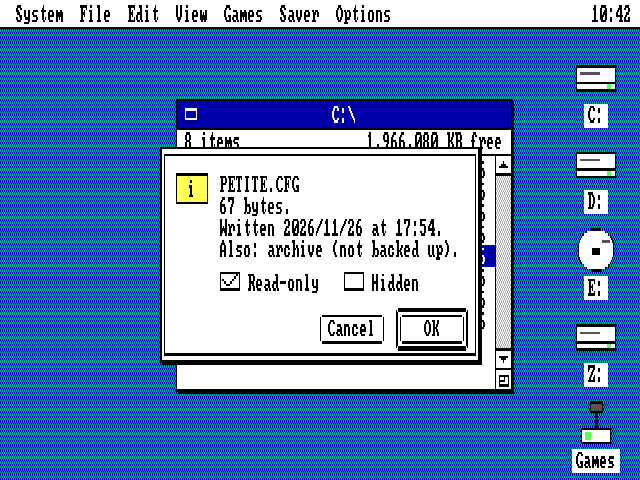 System File Edit View Games Saver Options 10:42
C:
C:\
8 items 1,966,080 KB free
i
PETITE.CFG
67 bytes.
Written 2026/11/26 at 17:54.
Also: archive (not backed up).
Read-only Hidden
Cancel OK
D:
E:
Z:
Games